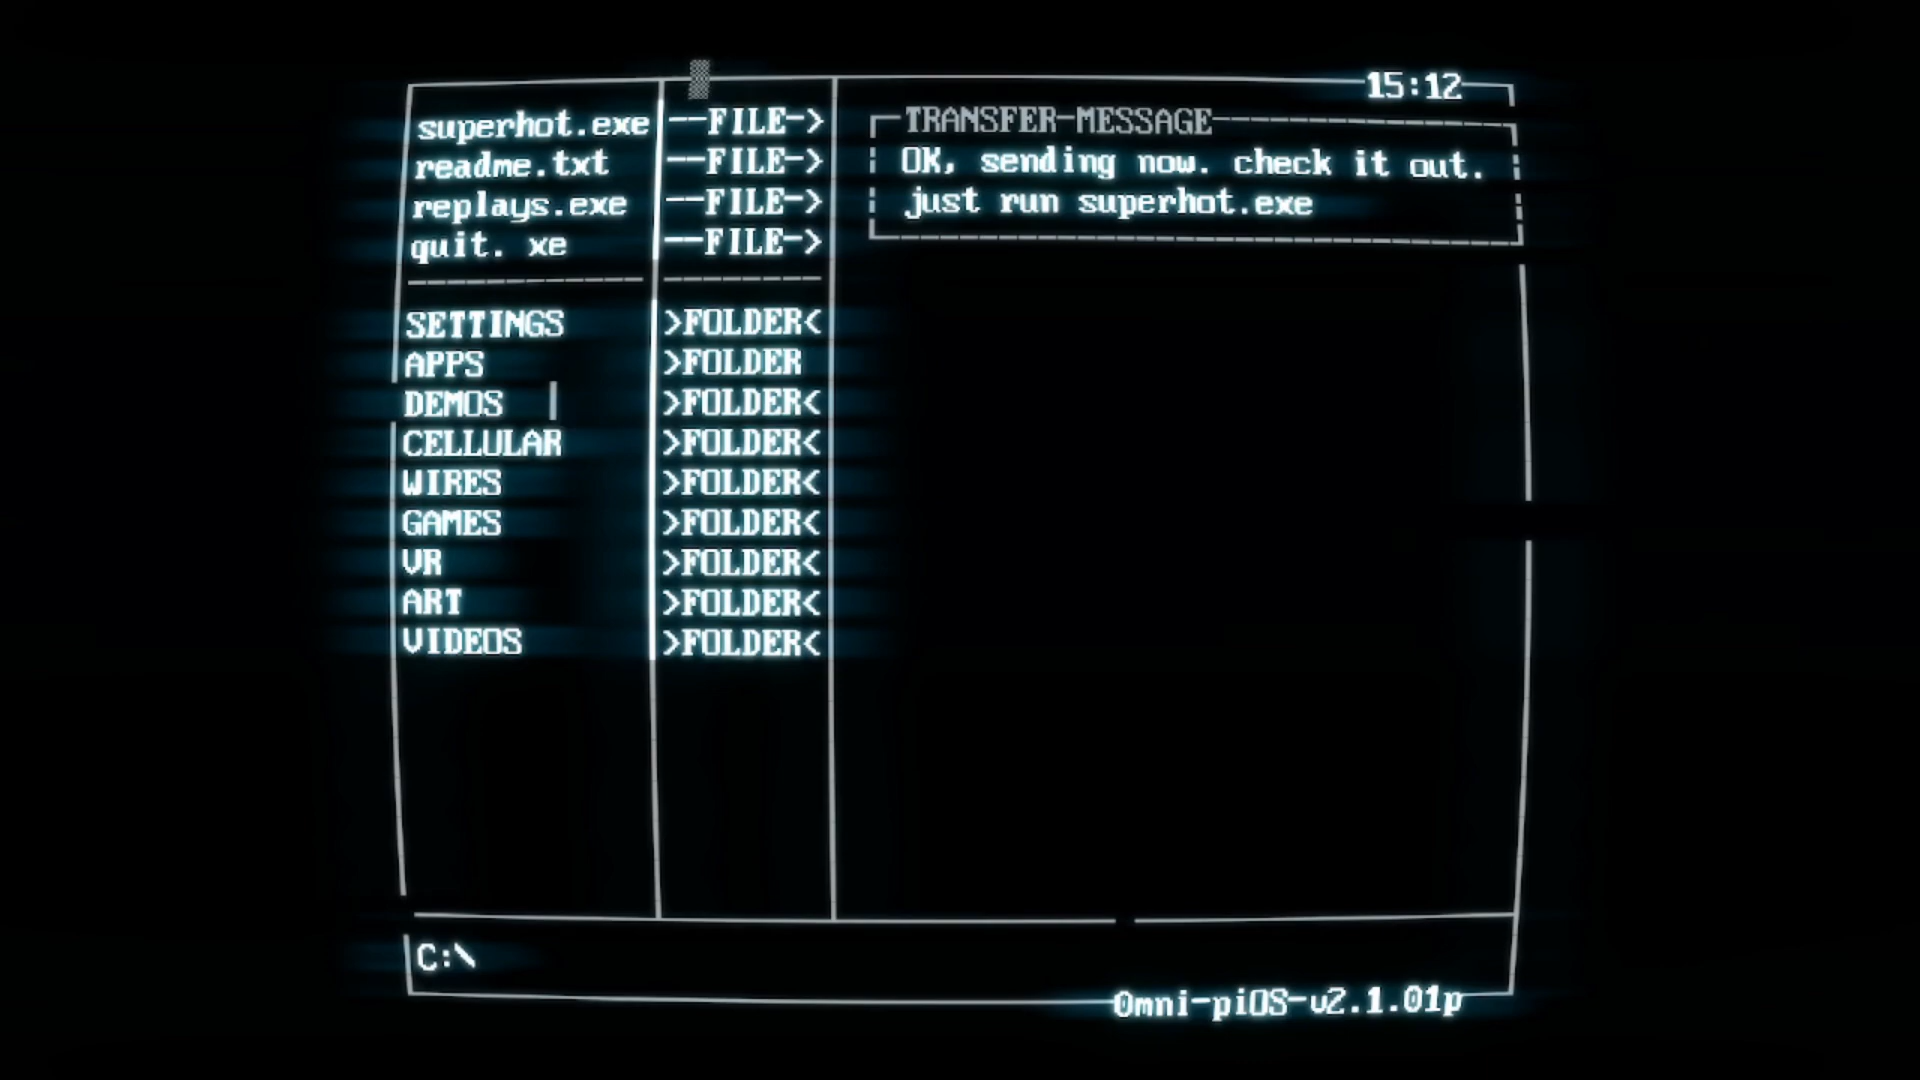 15:12
superhot.exe --FILE->
readme.txt --FILE->
replays.exe --FILE->
quit. xe --FILE->
SETTINGS >FOLDER<
APPS >FOLDER
DEMOS >FOLDER<
CELLULAR >FOLDER<
WIRES >FOLDER<
GAMES >FOLDER<
VR >FOLDER<
ART >FOLDER<
VIDEOS >FOLDER<
TRANSFER-MESSAGE
OK, sending now. check it out.
just run superhot.exe
C:\
Omni-piOS-v2.1.01p